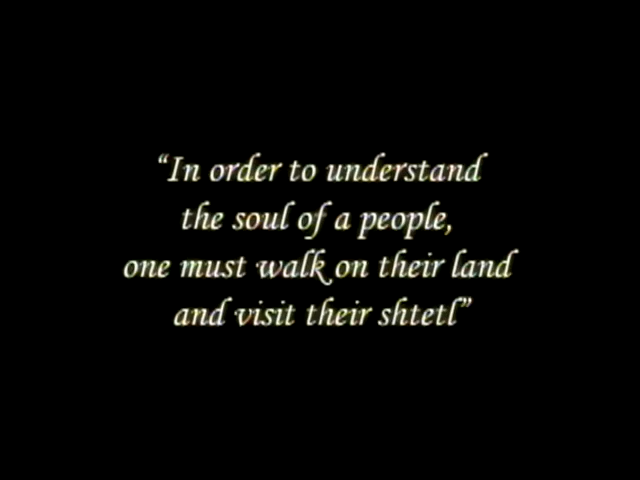 “In order to understand
the soul of a people,
one must walk on their land
and visit their shtetl”